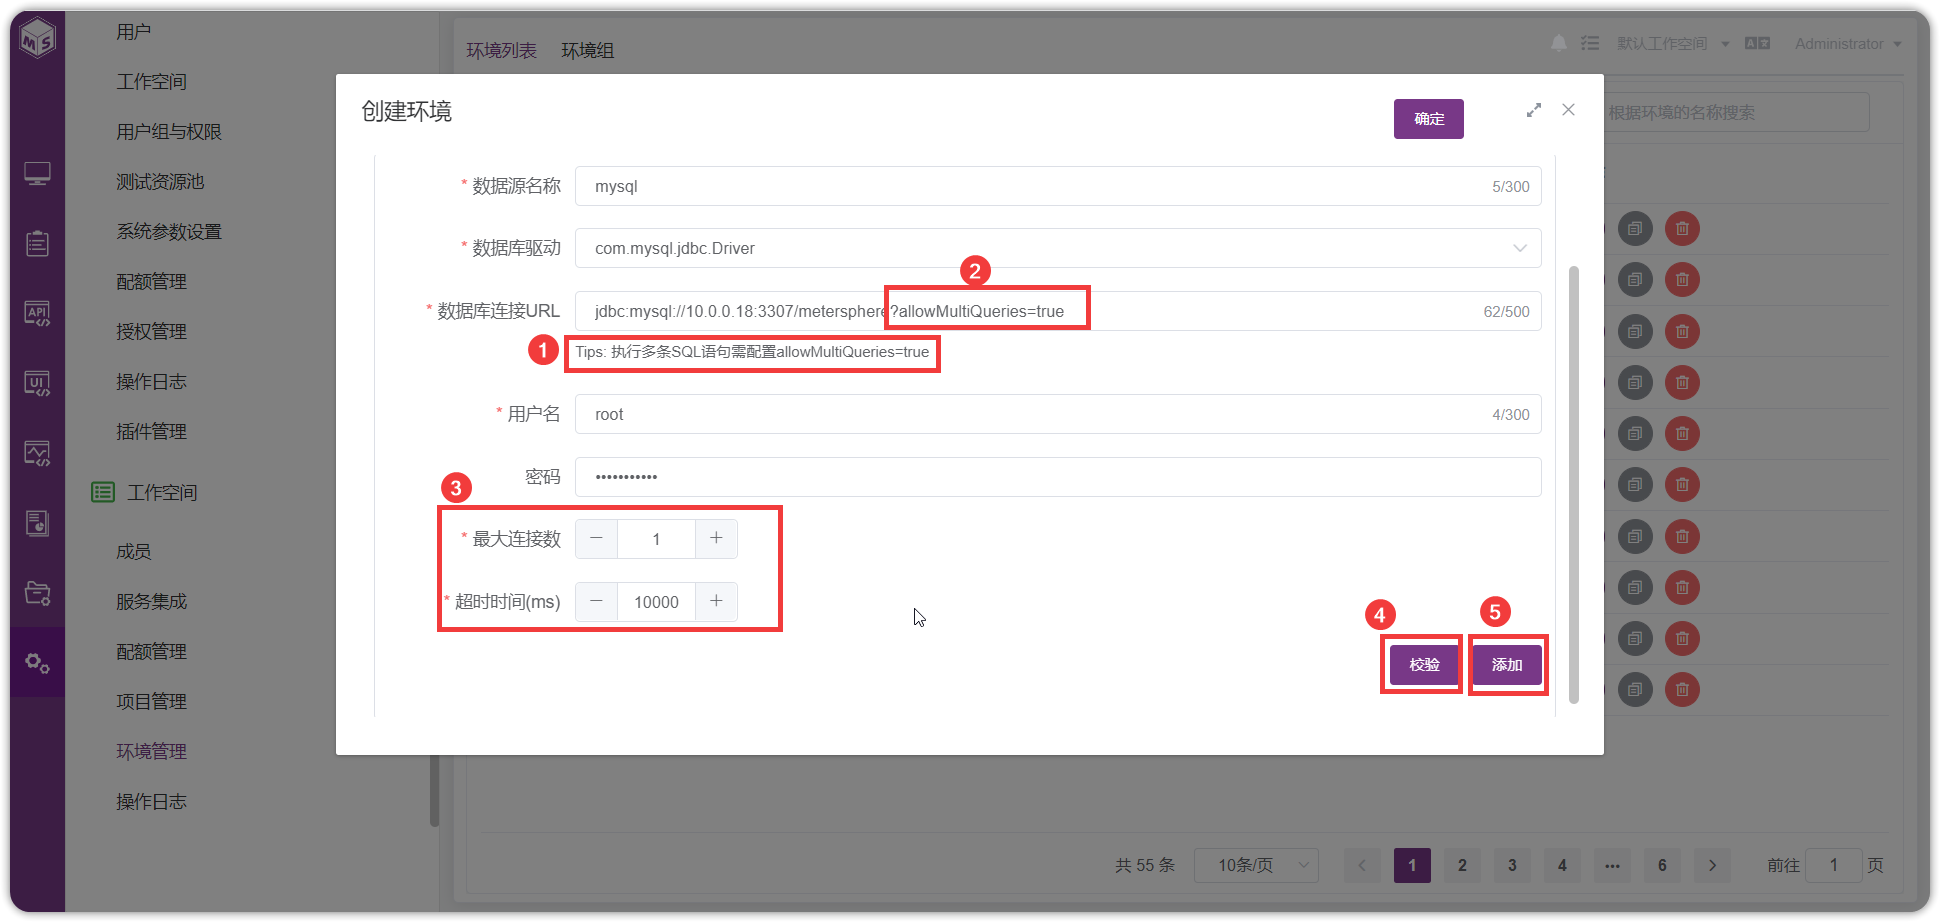 MS
用户
工作空间
用户组与权限
测试资源池
系统参数设置
配额管理
授权管理
操作日志
插件管理
工作空间
成员
服务集成
配额管理
项目管理
环境管理
操作日志
API
UI
环境列表 环境组
默认工作空间 Administrator
根据环境的名称搜索
创建环境
确定
* 数据源名称 mysql 5/300
* 数据库驱动 com.mysql.jdbc.Driver
2
* 数据库连接URL jdbc:mysql://10.0.0.18:3307/metersphere?allowMultiQueries=true 62/500
1 Tips: 执行多条SQL语句需配置allowMultiQueries=true
* 用户名 root 4/300
密码 •••••••••••
3
* 最大连接数 − 1 +
* 超时时间(ms) − 10000 +
4 5
校验 添加
共 55 条 10条/页 < 1 2 3 4 ••• 6 > 前往 1 页